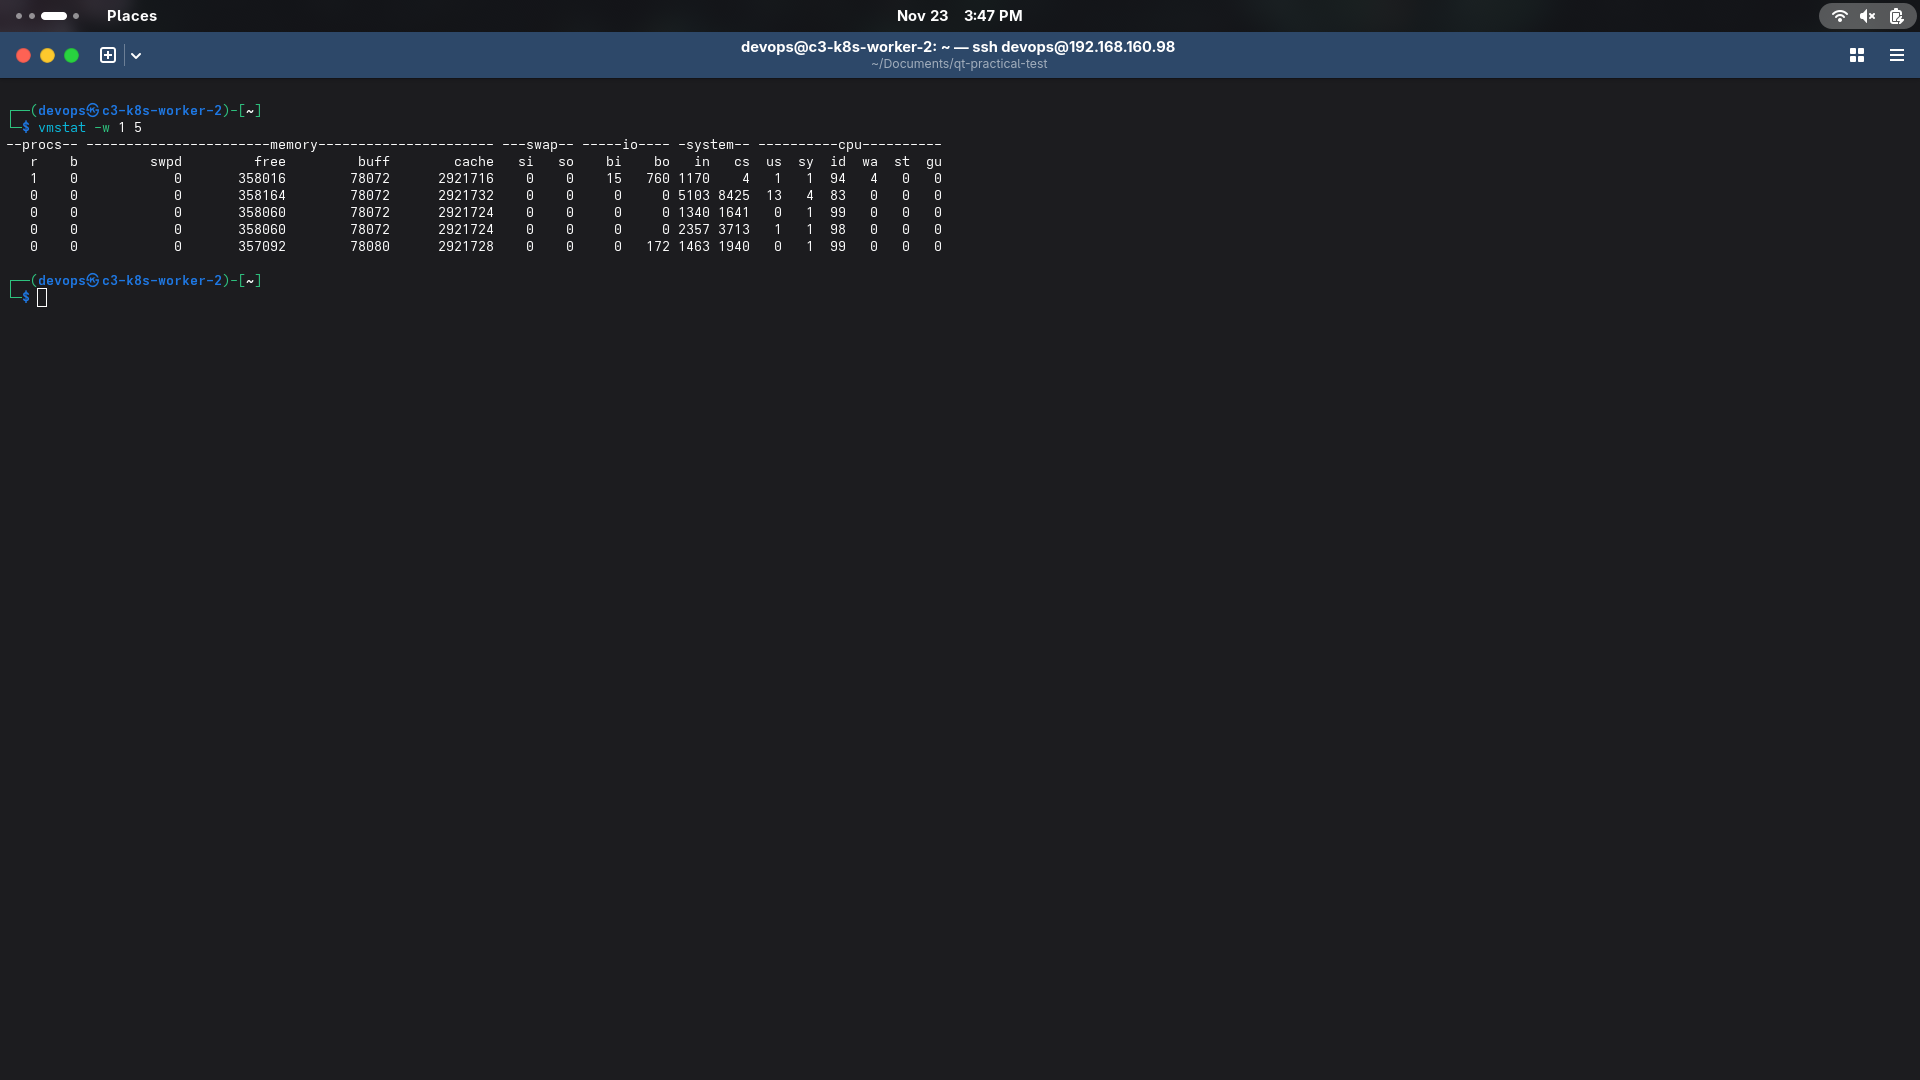 Places
Nov 23 3:47 PM
devops@c3-k8s-worker-2: ~ — ssh devops@192.168.160.98
~/Documents/qt-practical-test
┌──(devops㉿c3-k8s-worker-2)-[~]
└─$ vmstat -w 1 5
--procs-- -----------------------memory---------------------- ---swap-- -----io---- -system-- ----------cpu----------
   r    b         swpd         free         buff        cache   si   so    bi    bo   in   cs  us  sy  id  wa  st  gu
   1    0            0       358016        78072      2921716    0    0    15   760 1170    4   1   1  94   4   0   0
   0    0            0       358164        78072      2921732    0    0     0     0 5103 8425  13   4  83   0   0   0
   0    0            0       358060        78072      2921724    0    0     0     0 1340 1641   0   1  99   0   0   0
   0    0            0       358060        78072      2921724    0    0     0     0 2357 3713   1   1  98   0   0   0
   0    0            0       357092        78080      2921728    0    0     0   172 1463 1940   0   1  99   0   0   0
┌──(devops㉿c3-k8s-worker-2)-[~]
└─$